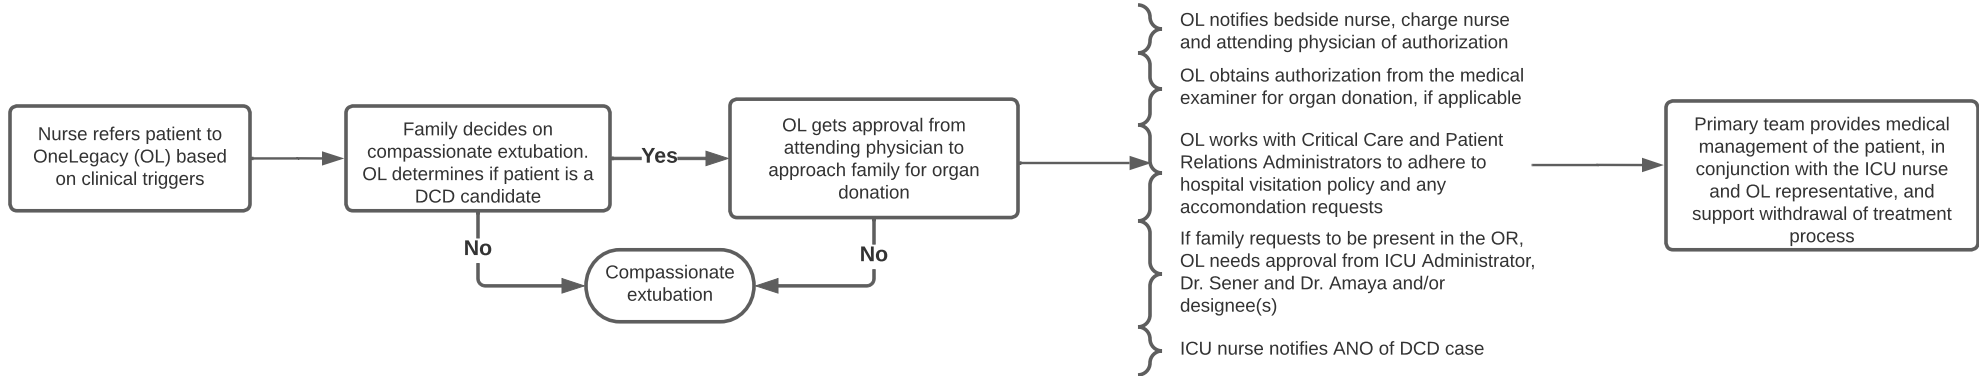 Nurse refers patient to
OneLegacy (OL) based
on clinical triggers
Family decides on
compassionate extubation.
OL determines if patient is a
DCD candidate
Yes
No
OL gets approval from
attending physician to
approach family for organ
donation
No
Compassionate
extubation
OL notifies bedside nurse, charge nurse
and attending physician of authorization
OL obtains authorization from the medical
examiner for organ donation, if applicable
OL works with Critical Care and Patient
Relations Administrators to adhere to
hospital visitation policy and any
accomondation requests
If family requests to be present in the OR,
OL needs approval from ICU Administrator,
Dr. Sener and Dr. Amaya and/or
designee(s)
ICU nurse notifies ANO of DCD case
Primary team provides medical
management of the patient, in
conjunction with the ICU nurse
and OL representative, and
support withdrawal of treatment
process